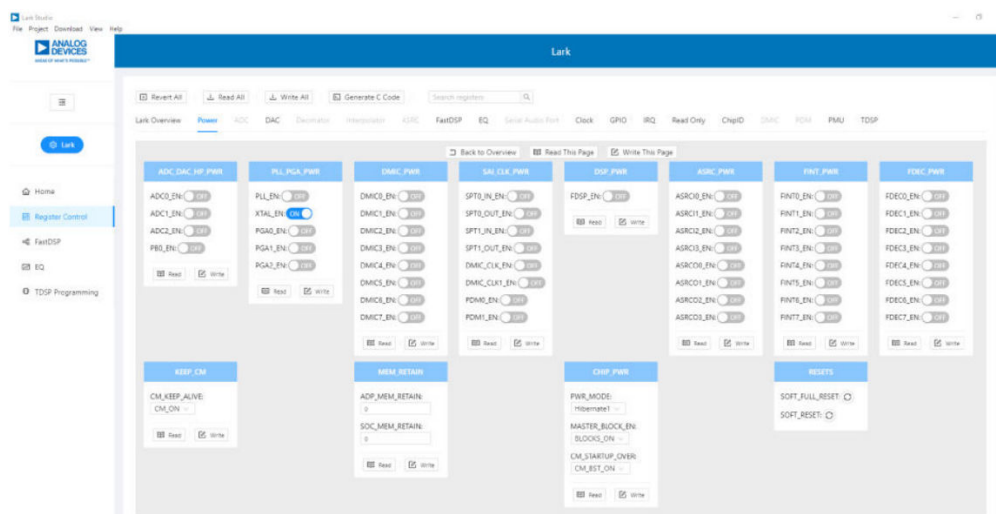 Lark Studio
File Project Download View Help
ANALOG DEVICES
AHEAD OF WHAT'S POSSIBLE™
Lark
Revert All Read All Write All Generate C Code Search registers
Lark Overview Power ADC DAC Decimator Interpolator ASRC FastDSP EQ Serial Audio Port Clock GPIO IRQ Read Only ChipID DMIC PDM PMU TDSP
Lark
Home
Register Control
FastDSP
EQ
TDSP Programming
Back to Overview Read This Page Write This Page
ADC_DAC_HP_PWR
ADC0_EN: OFF
ADC1_EN: OFF
ADC2_EN: OFF
PB0_EN: OFF
Read Write
PLL_PGA_PWR
PLL_EN: OFF
XTAL_EN: ON
PGA0_EN: OFF
PGA1_EN: OFF
PGA2_EN: OFF
Read Write
DMIC_PWR
DMIC0_EN: OFF
DMIC1_EN: OFF
DMIC2_EN: OFF
DMIC3_EN: OFF
DMIC4_EN: OFF
DMIC5_EN: OFF
DMIC6_EN: OFF
DMIC7_EN: OFF
Read Write
SAI_CLK_PWR
SPT0_IN_EN: OFF
SPT0_OUT_EN: OFF
SPT1_IN_EN: OFF
SPT1_OUT_EN: OFF
DMIC_CLK_EN: OFF
DMIC_CLK1_EN: OFF
PDM0_EN: OFF
PDM1_EN: OFF
Read Write
DSP_PWR
FDSP_EN: OFF
Read Write
ASRC_PWR
ASRCI0_EN: OFF
ASRCI1_EN: OFF
ASRCI2_EN: OFF
ASRCI3_EN: OFF
ASRCO0_EN: OFF
ASRCO1_EN: OFF
ASRCO2_EN: OFF
ASRCO3_EN: OFF
Read Write
FINT_PWR
FINT0_EN: OFF
FINT1_EN: OFF
FINT2_EN: OFF
FINT3_EN: OFF
FINT4_EN: OFF
FINT5_EN: OFF
FINT6_EN: OFF
FINT7_EN: OFF
Read Write
FDEC_PWR
FDEC0_EN: OFF
FDEC1_EN: OFF
FDEC2_EN: OFF
FDEC3_EN: OFF
FDEC4_EN: OFF
FDEC5_EN: OFF
FDEC6_EN: OFF
FDEC7_EN: OFF
Read Write
KEEP_CM
CM_KEEP_ALIVE:
CM_ON
Read Write
MEM_RETAIN
ADP_MEM_RETAIN:
0
SOC_MEM_RETAIN:
0
Read Write
CHIP_PWR
PWR_MODE:
Hibernate1
MASTER_BLOCK_EN:
BLOCKS_ON
CM_STARTUP_OVER:
CM_BST_ON
Read Write
RESETS
SOFT_FULL_RESET:
SOFT_RESET: